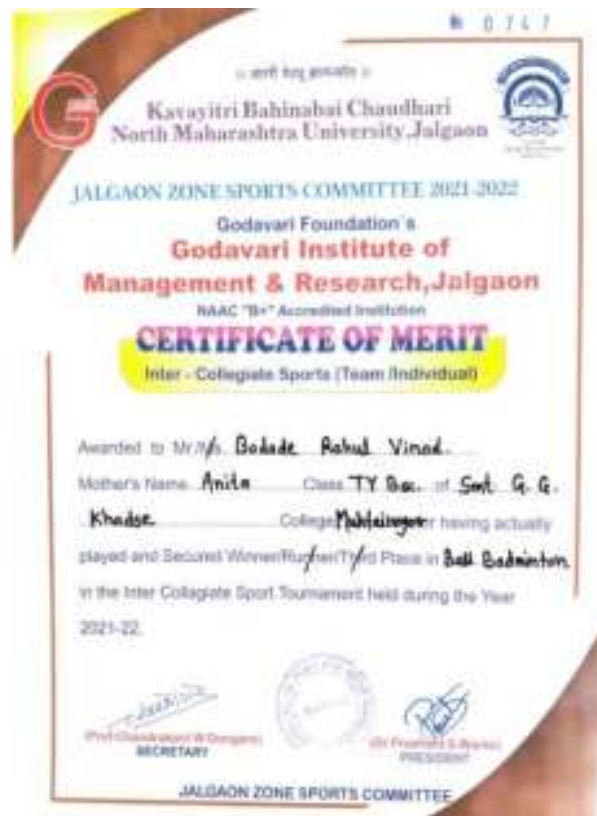 № 0747
Kavayitri Bahinabai Chaudhari
North Maharashtra University, Jalgaon
JALGAON ZONE SPORTS COMMITTEE 2021-2022
Godavari Foundation's
Godavari Institute of
Management & Research, Jalgaon
NAAC "B+" Accredited Institution
CERTIFICATE OF MERIT
Inter - Collegiate Sports (Team /Individual)
Awarded to Mr./Ms. Bodade Rahul Vinod.
Mother's Name Anita Class TY Bsc. of Smt. G. G.
Khadse College Muktainagar having actually
played and Secured Winner/Runner/Third Place in Ball Badminton
in the Inter Collagiate Sport Tournament held during the Year
2021-22.
SECRETARY
PRESIDENT
JALGAON ZONE SPORTS COMMITTEE